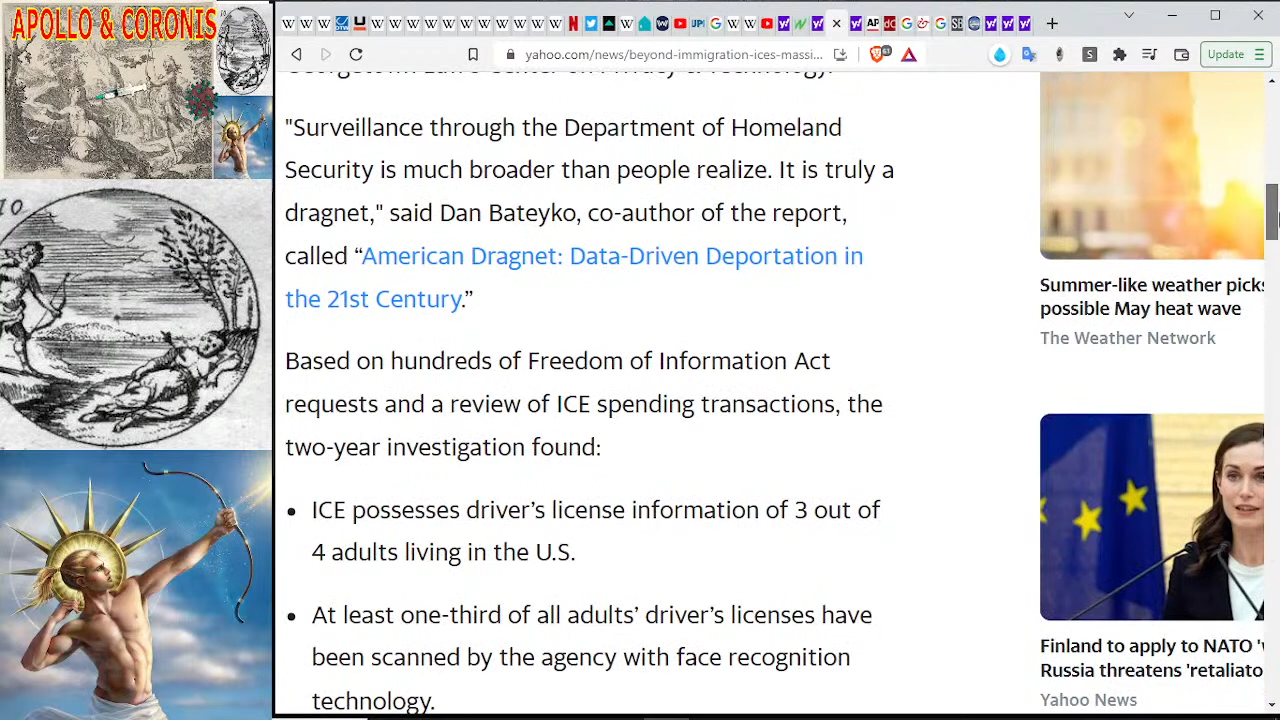 APOLLO & CORONIS
10
yahoo.com/news/beyond-immigration-ices-massi...
Update
"Surveillance through the Department of Homeland
Security is much broader than people realize. It is truly a
dragnet," said Dan Bateyko, co-author of the report,
called “American Dragnet: Data-Driven Deportation in
the 21st Century.”
Based on hundreds of Freedom of Information Act
requests and a review of ICE spending transactions, the
two-year investigation found:
• ICE possesses driver’s license information of 3 out of
4 adults living in the U.S.
• At least one-third of all adults’ driver’s licenses have
been scanned by the agency with face recognition
technology.
Summer-like weather picks
possible May heat wave
The Weather Network
Finland to apply to NATO
Russia threatens 'retaliato
Yahoo News